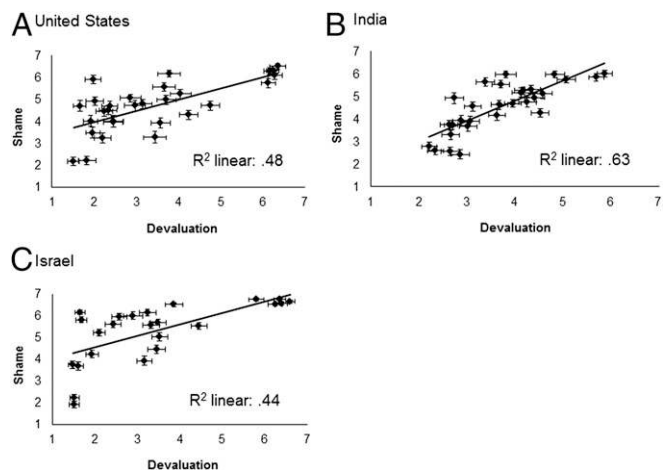 A United States
7
6
5
4
3
2
1
Shame
R² linear: .48
1 2 3 4 5 6 7
Devaluation
B India
7
6
5
4
3
2
1
Shame
R² linear: .63
1 2 3 4 5 6 7
Devaluation
C Israel
7
6
5
4
3
2
1
Shame
R² linear: .44
1 2 3 4 5 6 7
Devaluation